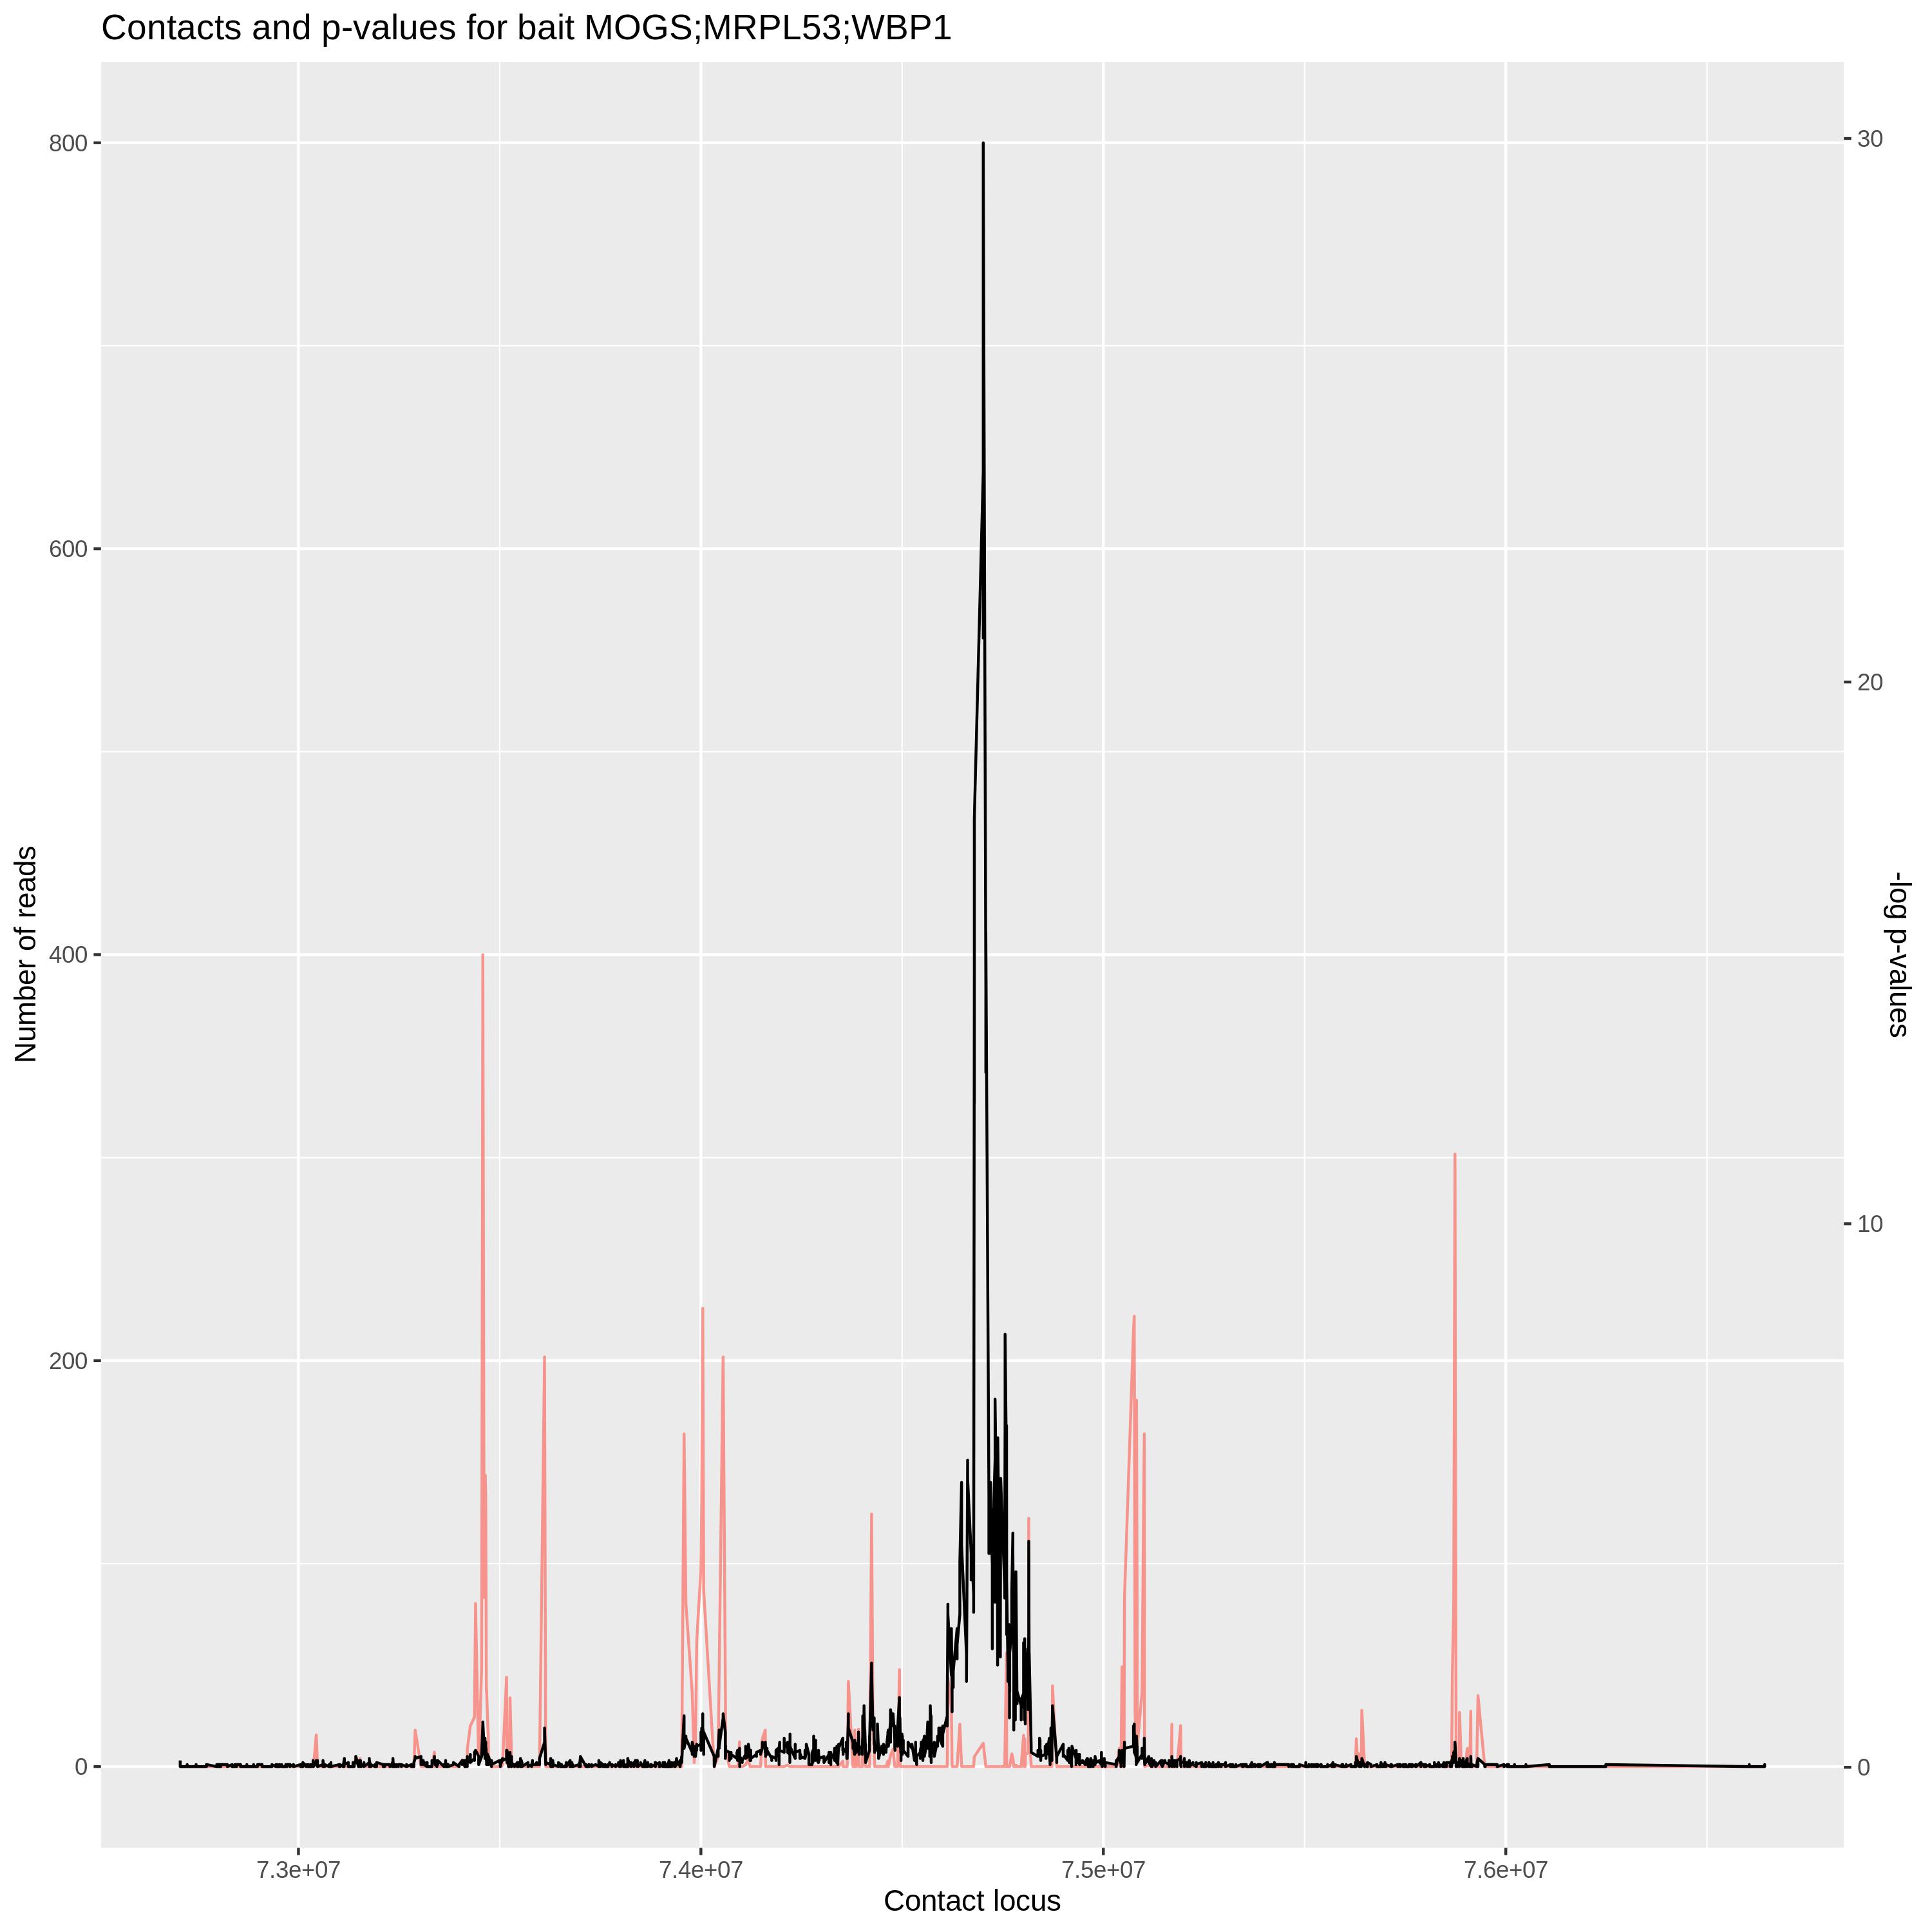 Contacts and p-values for bait MOGS;MRPL53;WBP1
800
600
400
200
0
Number of reads
30
20
10
0
-log p-values
7.3e+07
7.4e+07
7.5e+07
7.6e+07
Contact locus